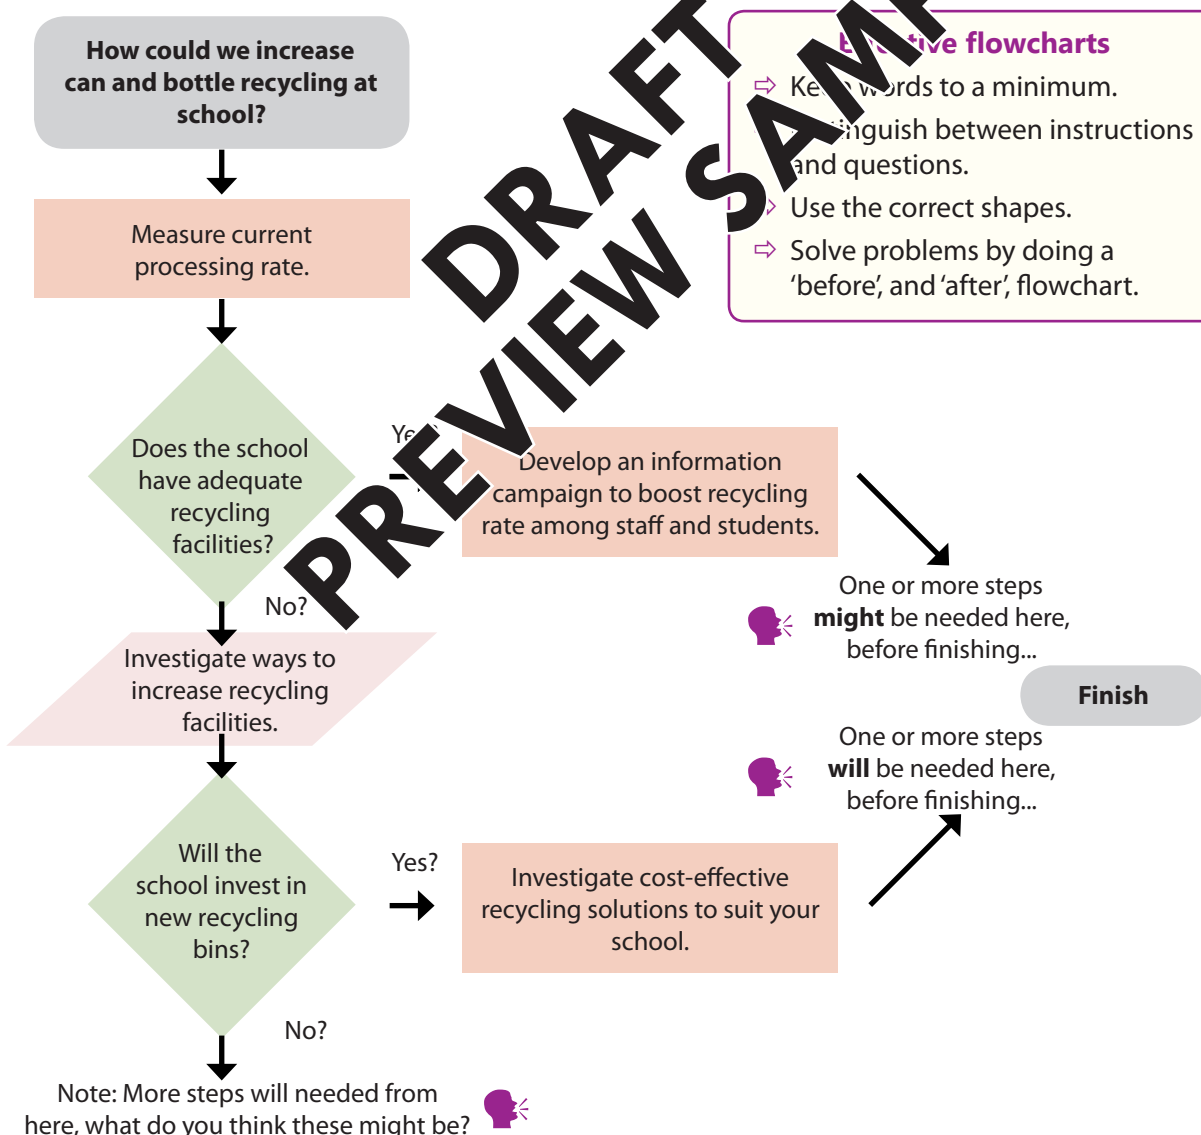 How could we increase
can and bottle recycling at
school?
Measure current
processing rate.
Does the school
have adequate
recycling
facilities?
No?
Develop an information
campaign to boost recycling
rate among staff and students.
Investigate ways to
increase recycling
facilities.
Will the
school invest in
new recycling
bins?
Yes?
Investigate cost-effective
recycling solutions to suit your
school.
No?
Note: More steps will needed from
here, what do you think these might be?
One or more steps
might be needed here,
before finishing...
Finish
One or more steps
will be needed here,
before finishing...
flowcharts
⇨ words to a minimum.
between instructions
and questions.
Use the correct shapes.
⇨ Solve problems by doing a
‘before’, and ‘after’, flowchart.
DRAFT
PREVIEW